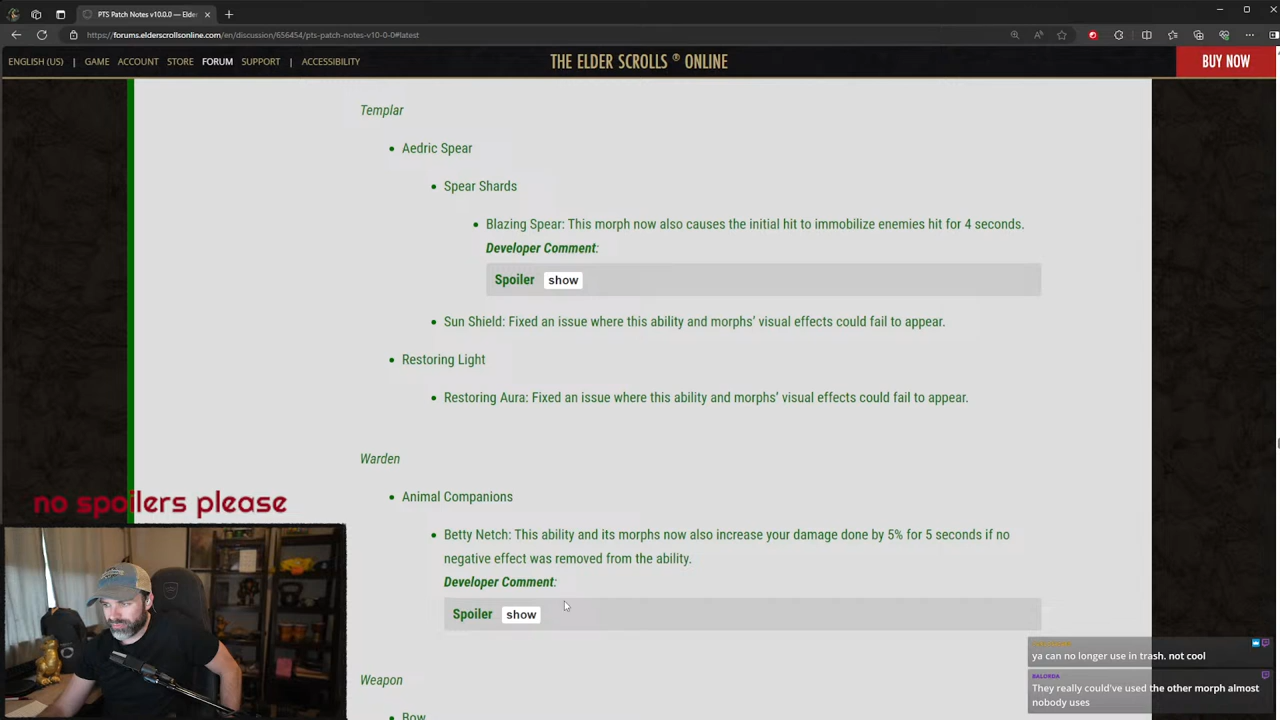 PTS Patch Notes v10.0.0 — Elder
https://forums.elderscrollsonline.com/en/discussion/656454/pts-patch-notes-v10-0-0#latest
ENGLISH (US) | GAME ACCOUNT STORE FORUM SUPPORT | ACCESSIBILITY
THE ELDER SCROLLS ® ONLINE
BUY NOW
Templar
• Aedric Spear
• Spear Shards
• Blazing Spear: This morph now also causes the initial hit to immobilize enemies hit for 4 seconds.
Developer Comment:
Spoiler show
• Sun Shield: Fixed an issue where this ability and morphs’ visual effects could fail to appear.
• Restoring Light
• Restoring Aura: Fixed an issue where this ability and morphs’ visual effects could fail to appear.
Warden
• Animal Companions
no spoilers please
• Betty Netch: This ability and its morphs now also increase your damage done by 5% for 5 seconds if no
negative effect was removed from the ability.
Developer Comment:
Spoiler show
ya can no longer use in trash. not cool
BALORDA
They really could've used the other morph almost
nobody uses
Weapon
• Bow